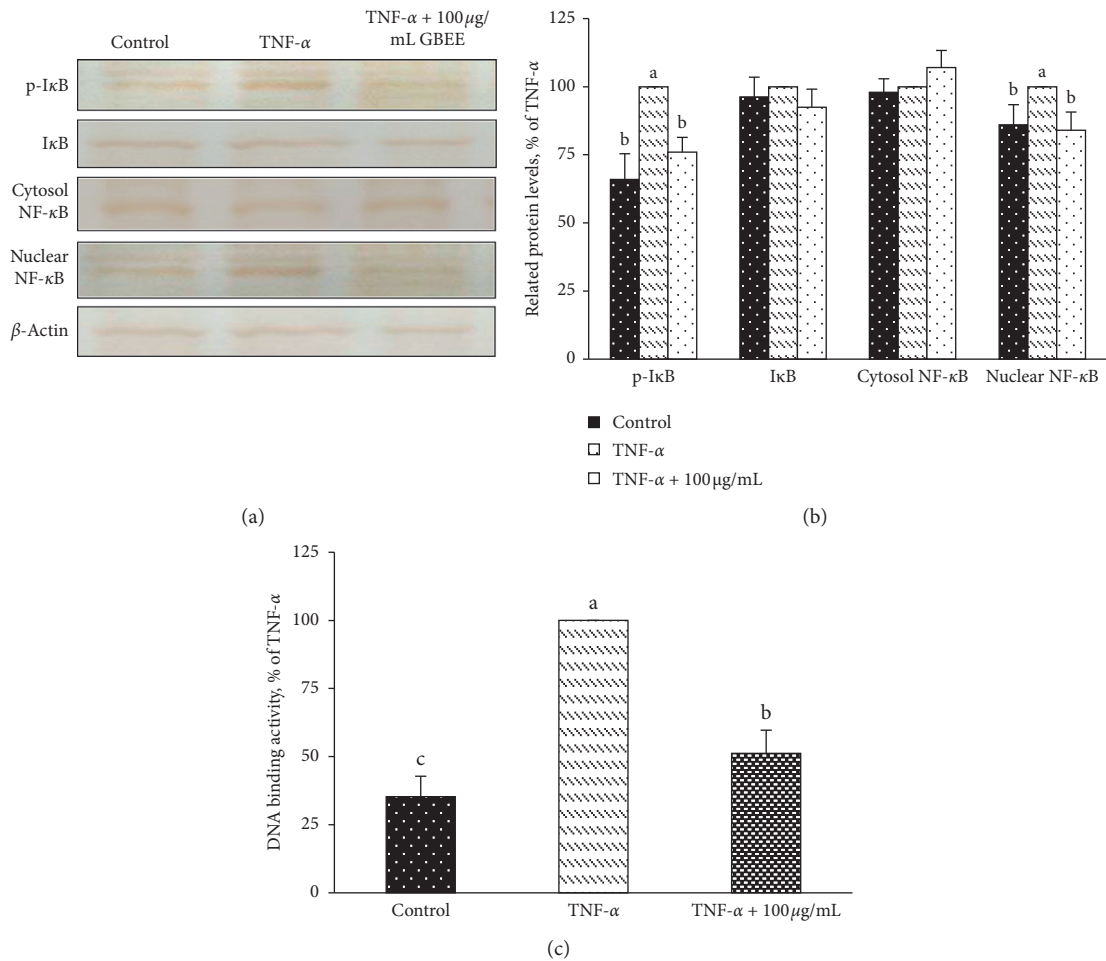 Control
TNF-α
TNF-α + 100 μg/
mL GBEE
p-IκB
IκB
Cytosol
NF-κB
Nuclear
NF-κB
β-Actin
(a)
Related protein levels, % of TNF-α
125
100
75
50
25
0
b
a
b
b
a
b
p-IκB
IκB
Cytosol NF-κB
Nuclear NF-κB
Control
TNF-α
TNF-α + 100 μg/mL
(b)
DNA binding activity, % of TNF-α
125
100
75
50
25
0
c
a
b
Control
TNF-α
TNF-α + 100 μg/mL
(c)